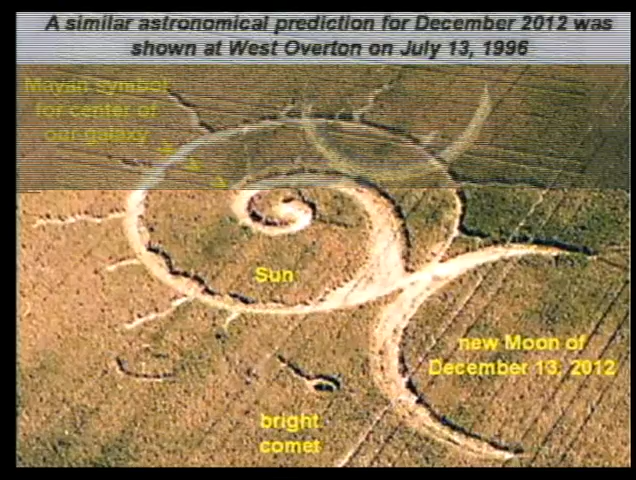 A similar astronomical prediction for December 2012 was
shown at West Overton on July 13, 1996
Mayan symbol
for center of
our galaxy
Sun
new Moon of
December 13, 2012
bright
comet